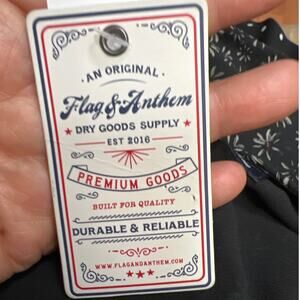 · AN ORIGINAL ·
Flag & Anthem
★ DRY GOODS SUPPLY ★
EST 2016
PREMIUM GOODS
BUILT FOR QUALITY
DURABLE & RELIABLE
WWW.FLAGANDANTHEM.COM
★★★